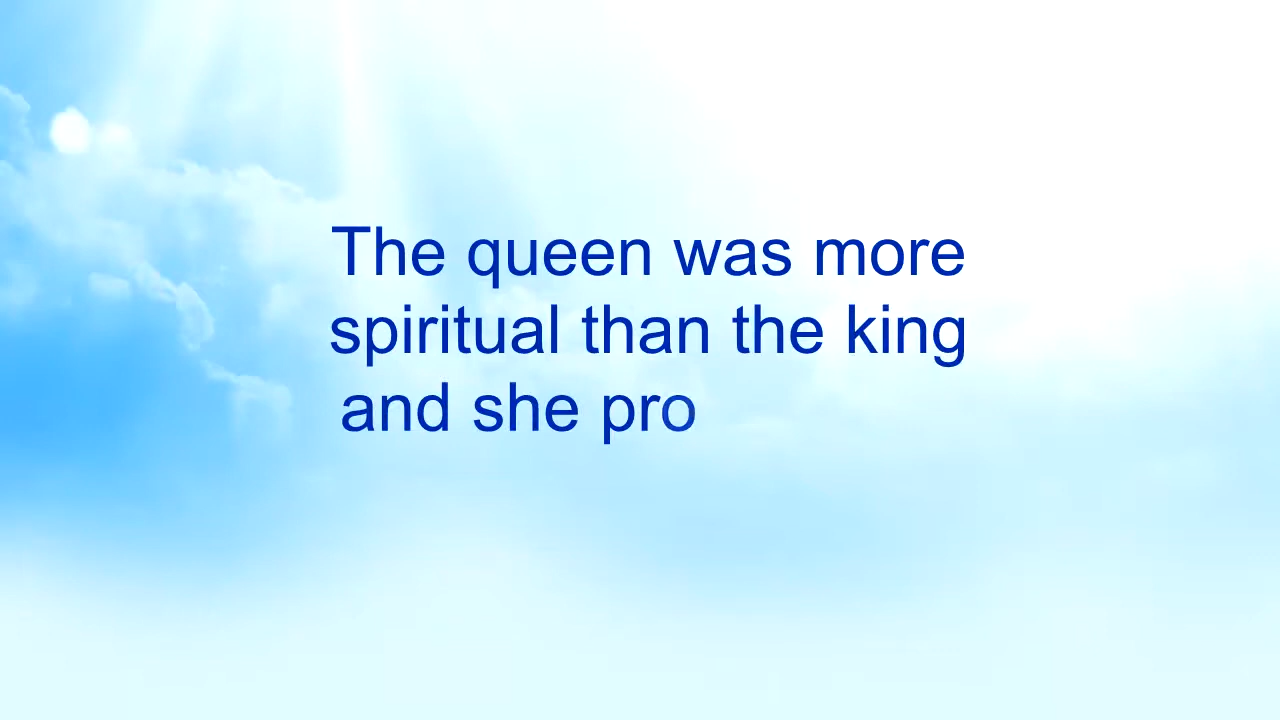 The queen was more
spiritual than the king
and she pro